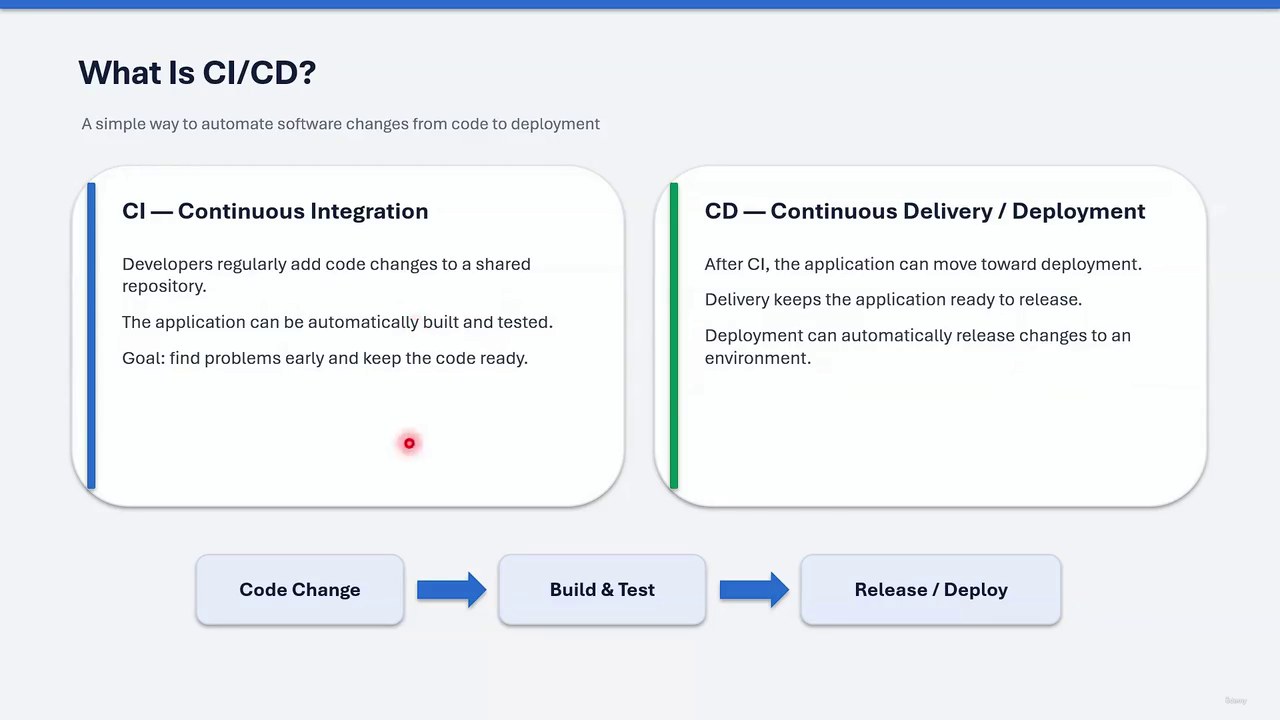 What Is CI/CD?
A simple way to automate software changes from code to deployment
CI — Continuous Integration
Developers regularly add code changes to a shared
repository.
The application can be automatically built and tested.
Goal: find problems early and keep the code ready.
CD — Continuous Delivery / Deployment
After CI, the application can move toward deployment.
Delivery keeps the application ready to release.
Deployment can automatically release changes to an
environment.
Code Change
Build & Test
Release / Deploy
Udemy